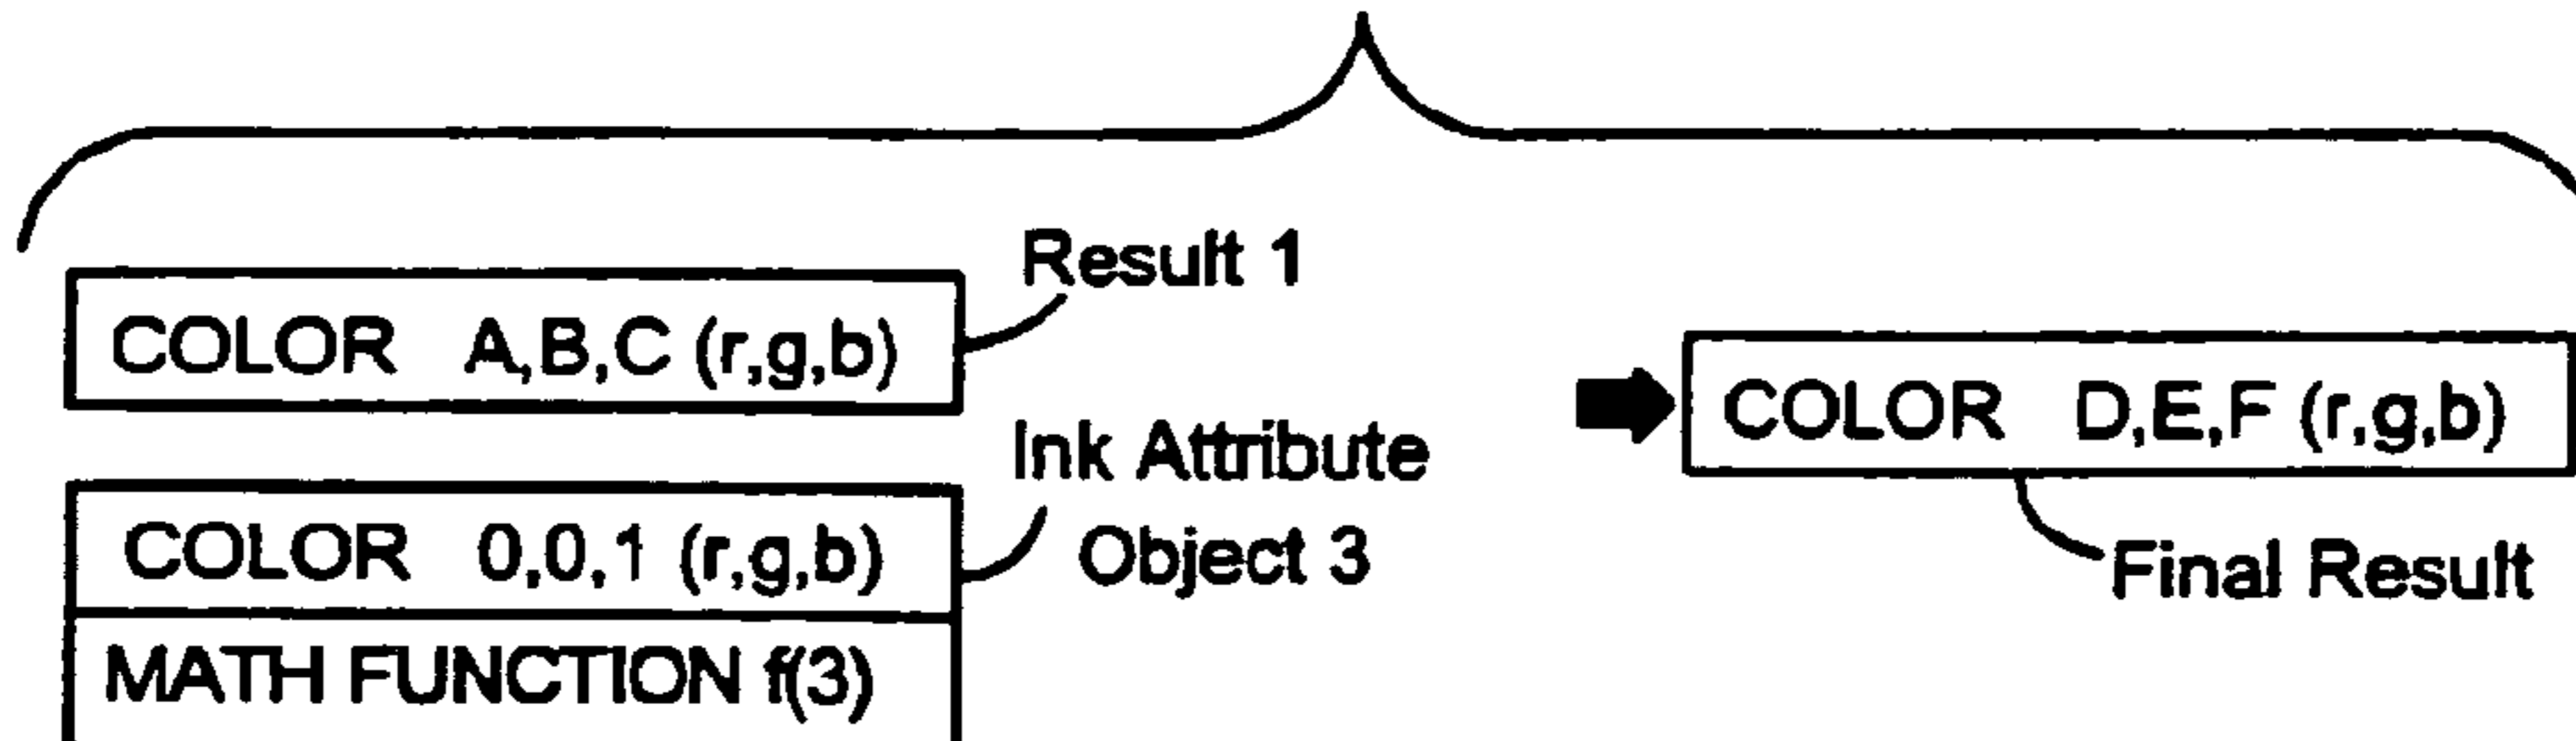 Result 1
COLOR A,B,C (r,g,b)
Ink Attribute
Object 3
COLOR 0,0,1 (r,g,b)
MATH FUNCTION f(3)
COLOR D,E,F (r,g,b)
Final Result